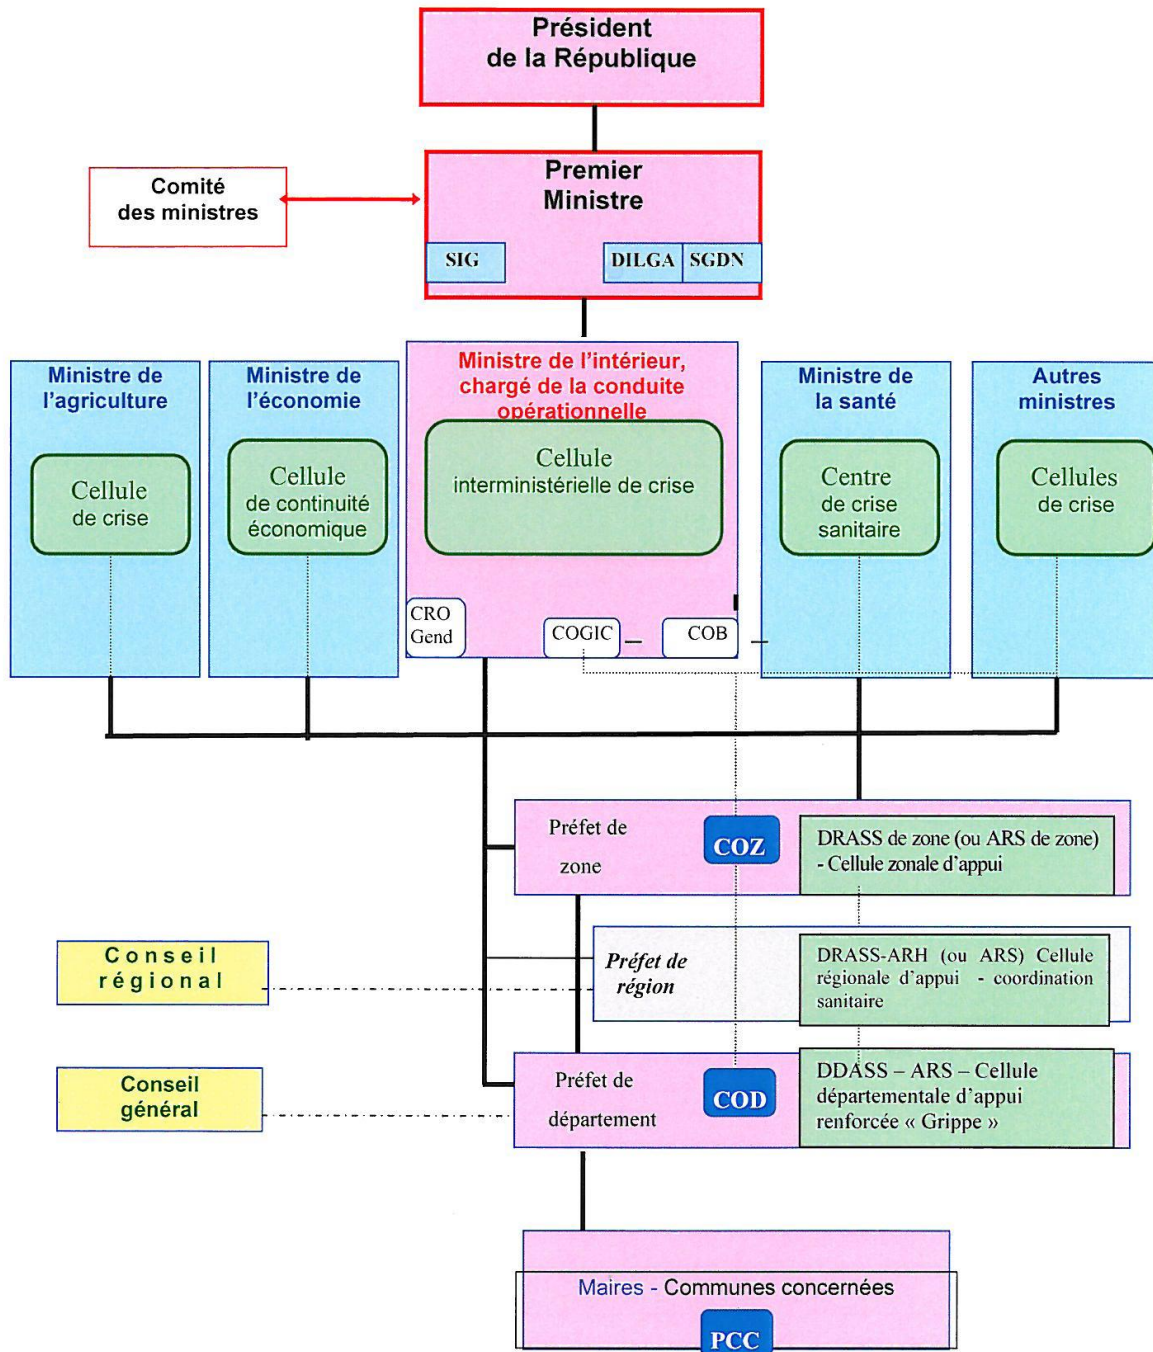 Président
de la République
Premier
Ministre
Comité
des ministres
SIG
DILGA
SGDN
Ministre de
l'agriculture
Cellule
de crise
Ministre de
l'économie
Cellule
de continuité
économique
Ministre de l'intérieur,
chargé de la conduite
opérationnelle
Cellule
interministérielle de crise
CRO
Gend
COGIC
COB
Ministre de
la santé
Centre
de crise
sanitaire
Autres
ministres
Cellules
de crise
Préfet de
zone
COZ
DRASS de zone (ou ARS de zone)
- Cellule zonale d'appui
Conseil
régional
Préfet de
région
DRASS-ARH (ou ARS) Cellule
régionale d'appui - coordination
sanitaire
Conseil
général
Préfet de
département
COD
DDASS – ARS – Cellule
départementale d'appui
renforcée « Grippe »
Maires - Communes concernées
PCC